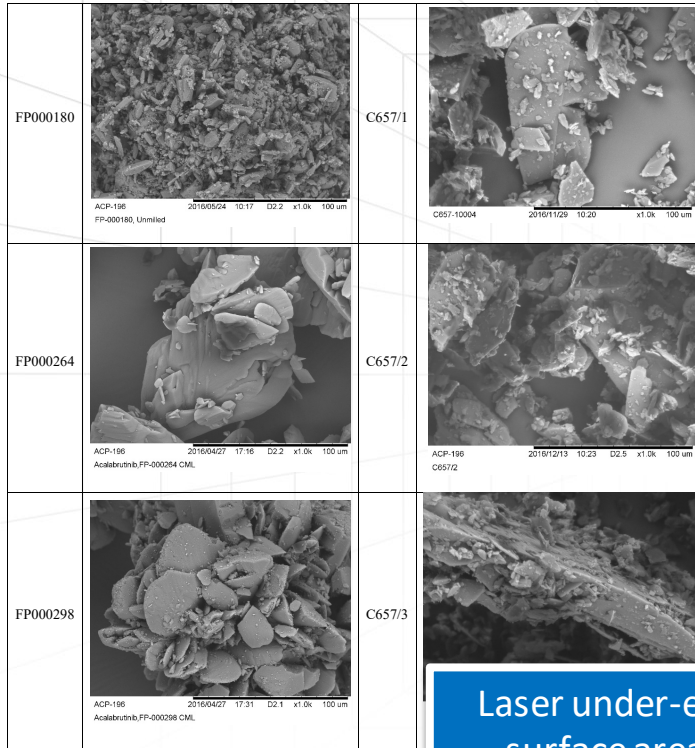 FP000180
ACP-196 2016/05/24 10:17 D2.2 x1.0k 100 um
FP-000180, Unmilled
C657/1
C657-10004 2016/11/29 10:20 x1.0k 100 um
FP000264
ACP-196 2016/04/27 17:16 D2.2 x1.0k 100 um
Acalabrutinib,FP-000264 CML
C657/2
ACP-196 2016/12/13 10:23 D2.5 x1.0k 100 um
C657/2
FP000298
ACP-196 2016/04/27 17:31 D2.1 x1.0k 100 um
Acalabrutinib,FP-000298 CML
C657/3
Laser under-e
surface area